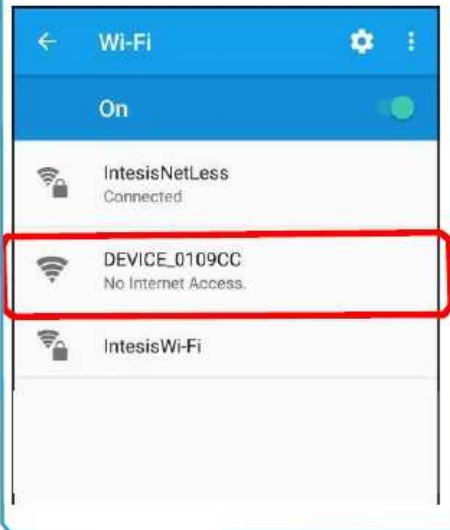 Wi-Fi
On
IntesisNetLess
Connected
DEVICE_0109CC
No Internet Access.
IntesisWi-Fi